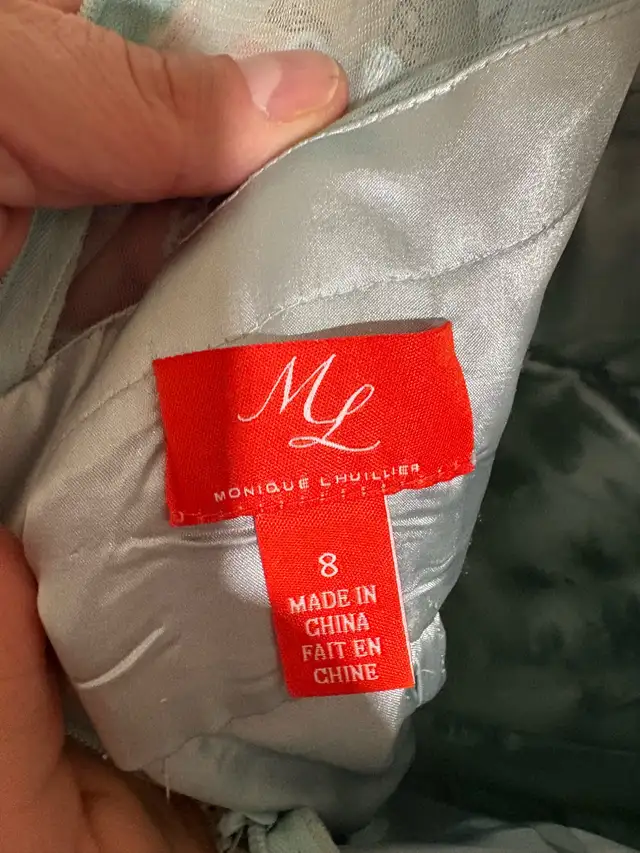 ML
MONIQUE LHUILLIER
8
MADE IN
CHINA
FAIT EN
CHINE